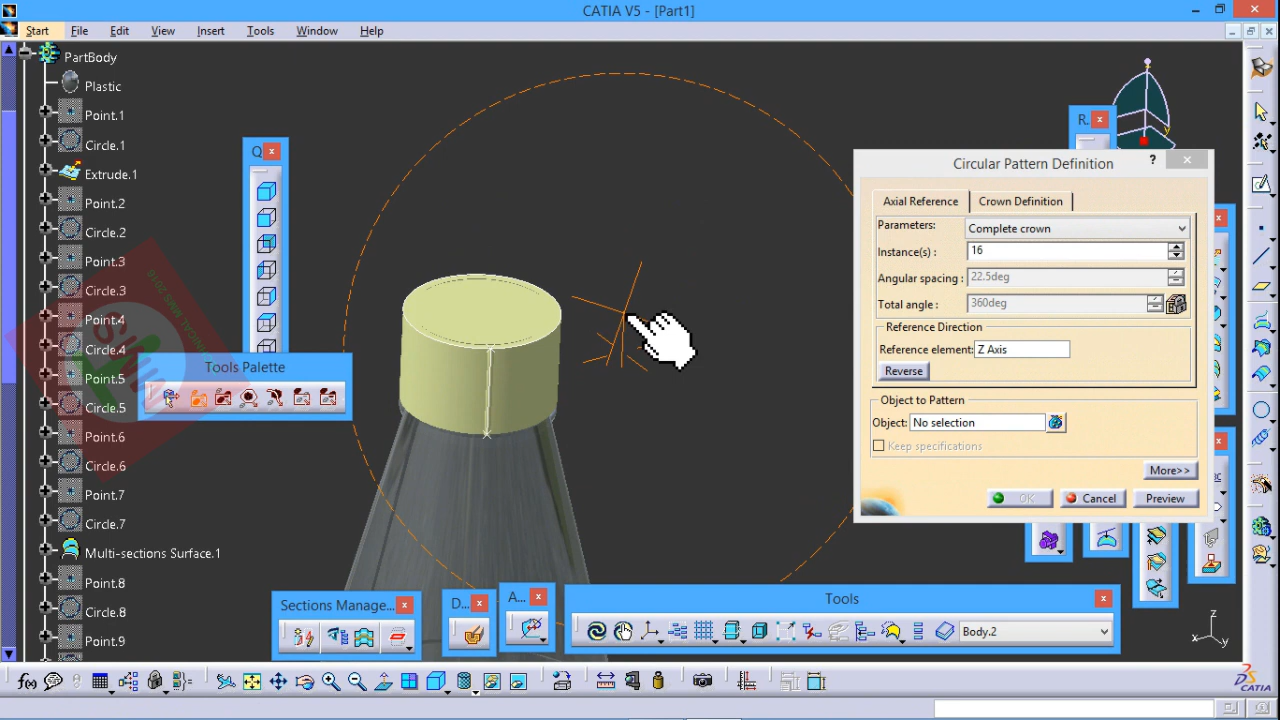 CATIA V5 - [Part1]
Start File Edit View Insert Tools Window Help
PartBody
Plastic
Point.1
Circle.1
Extrude.1
Point.2
Circle.2
Point.3
Circle.3
Point.4
Circle.4
Point.5
Circle.5
Point.6
Circle.6
Point.7
Circle.7
Multi-sections Surface.1
Point.8
Circle.8
Point.9
Q
Tools Palette
R.
Circular Pattern Definition
?
Axial Reference Crown Definition
Parameters: Complete crown
Instance(s) : 16
Angular spacing : 22.5deg
Total angle : 360deg
Reference Direction
Reference element: Z Axis
Reverse
Object to Pattern
Object: No selection
Keep specifications
More>>
OK Cancel Preview
Sections Manage...
D...
A...
Tools
Body.2
z
x y
f(x)
CATIA